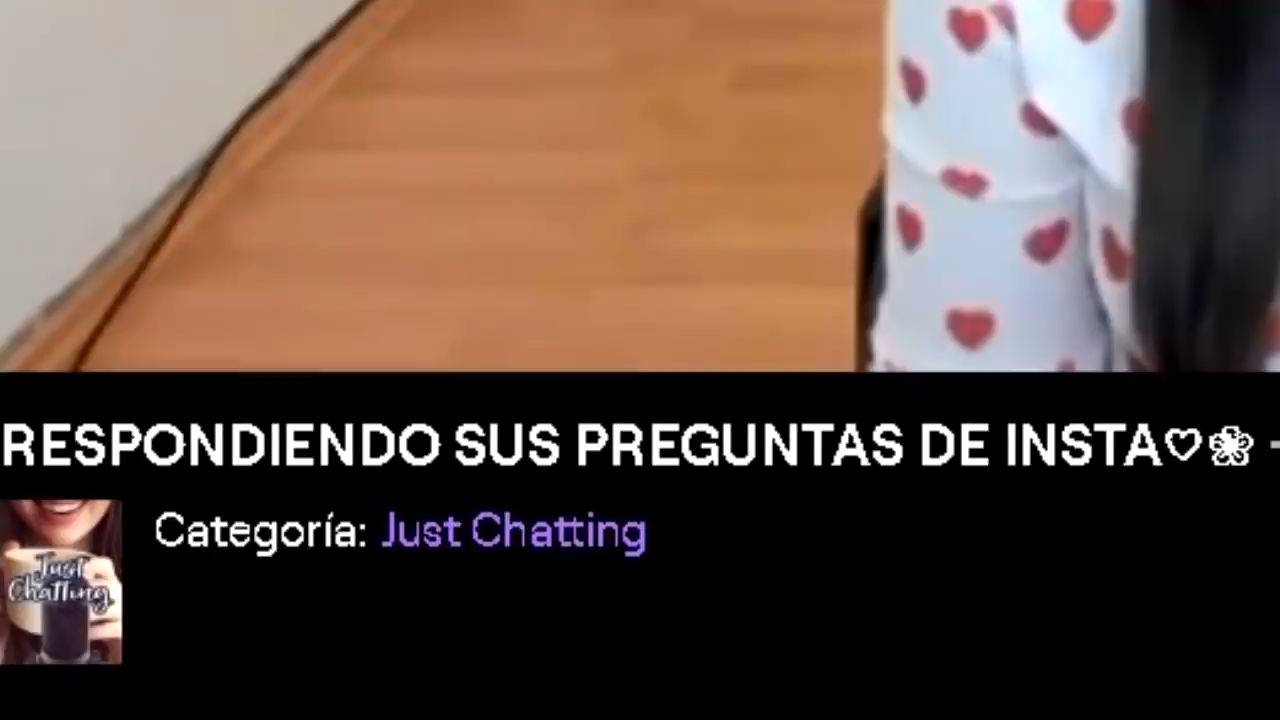 RESPONDIENDO SUS PREGUNTAS DE INSTA♡❀ -
Categoría: Just Chatting
Just
Chatting